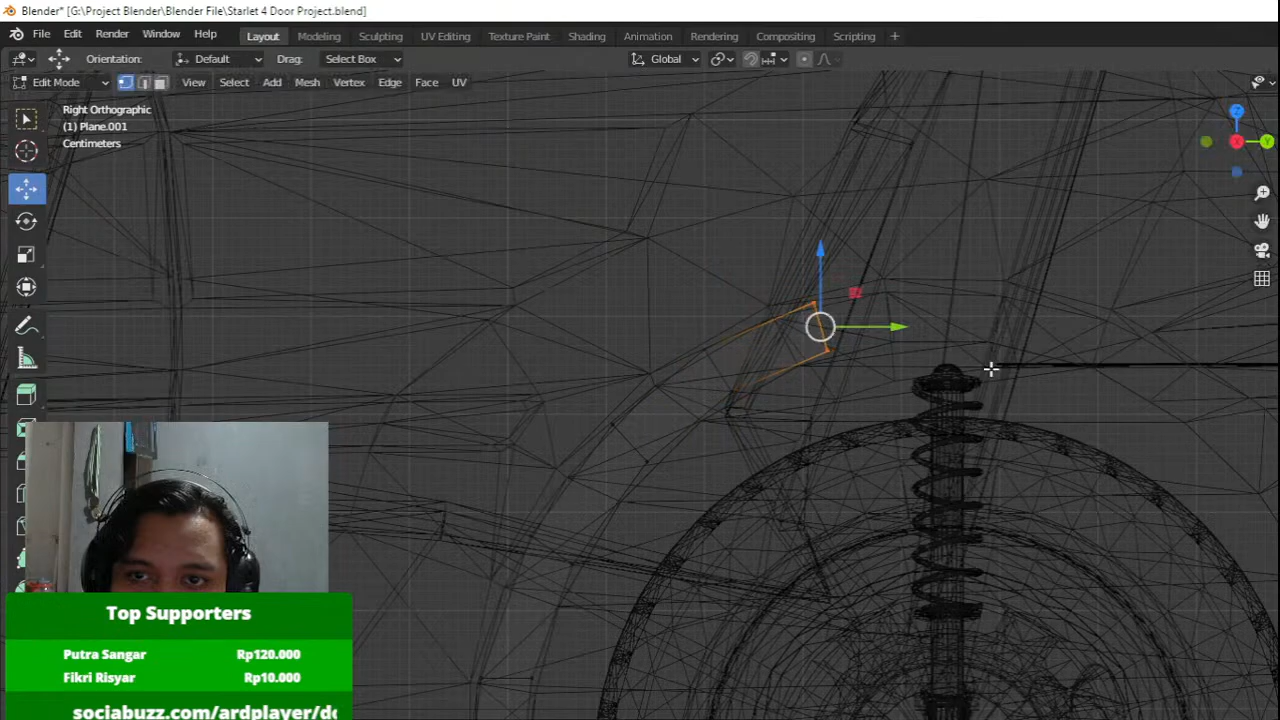 Blender* [G:\Project Blender\Blender File\Starlet 4 Door Project.blend]
File Edit Render Window Help Layout Modeling Sculpting UV Editing Texture Paint Shading Animation Rendering Compositing Scripting +
Orientation: Default Drag: Select Box Global
Edit Mode View Select Add Mesh Vertex Edge Face UV
Right Orthographic
(1) Plane.001
Centimeters
Z
X
Y
Top Supporters
Putra Sangar Rp120.000
Fikri Risyar Rp10.000
sociabuzz.com/ardplayer/do